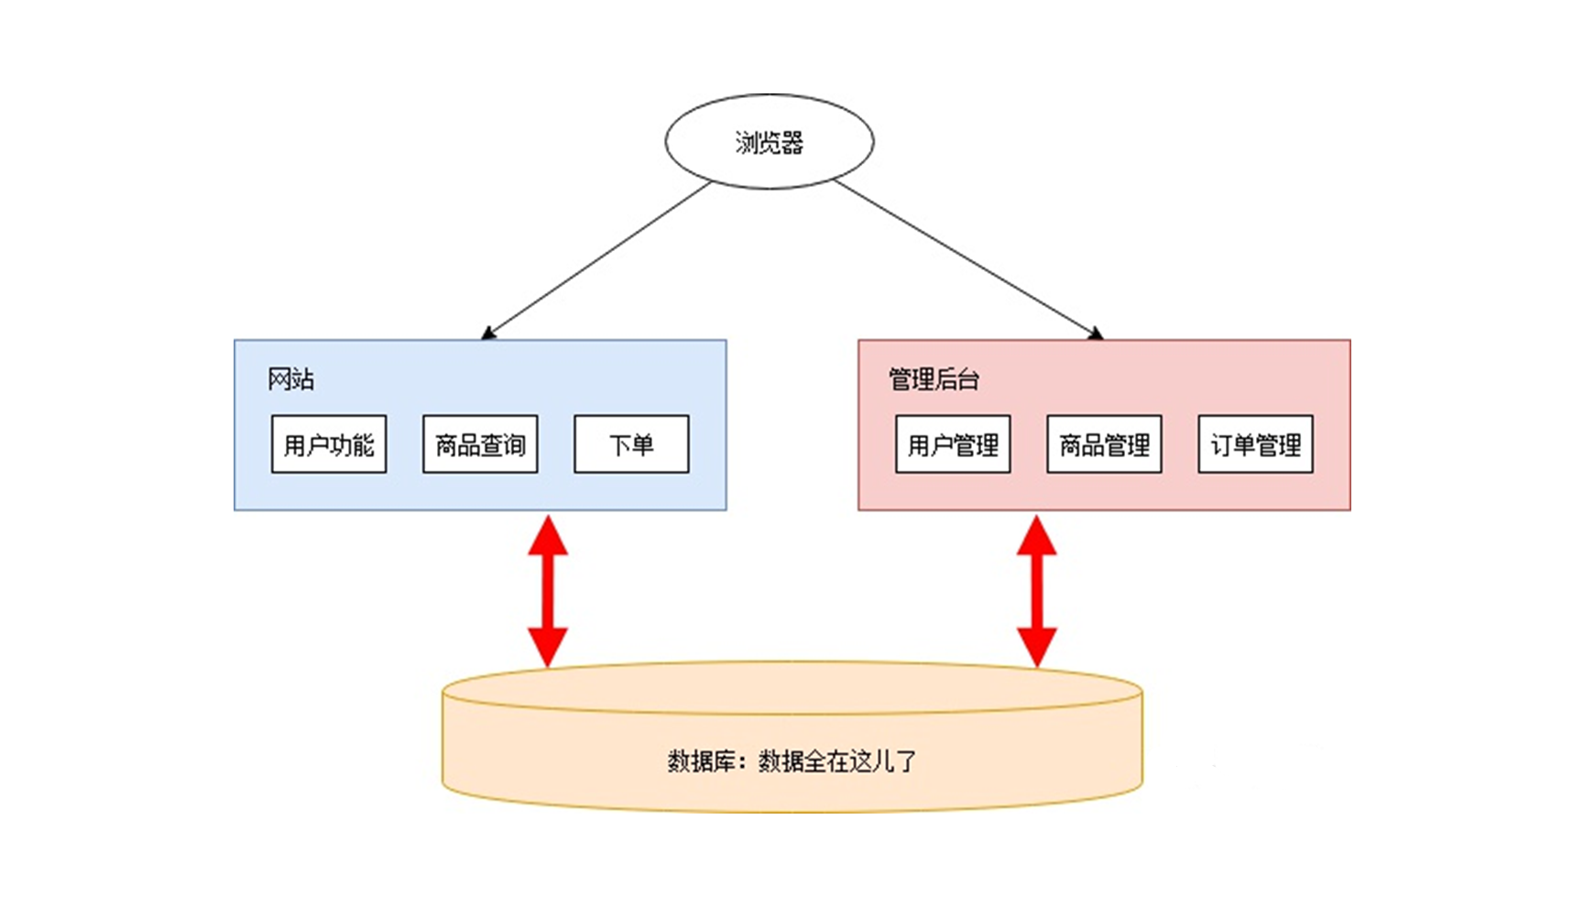 浏览器
网站
用户功能
商品查询
下单
管理后台
用户管理
商品管理
订单管理
数据库：数据全在这儿了